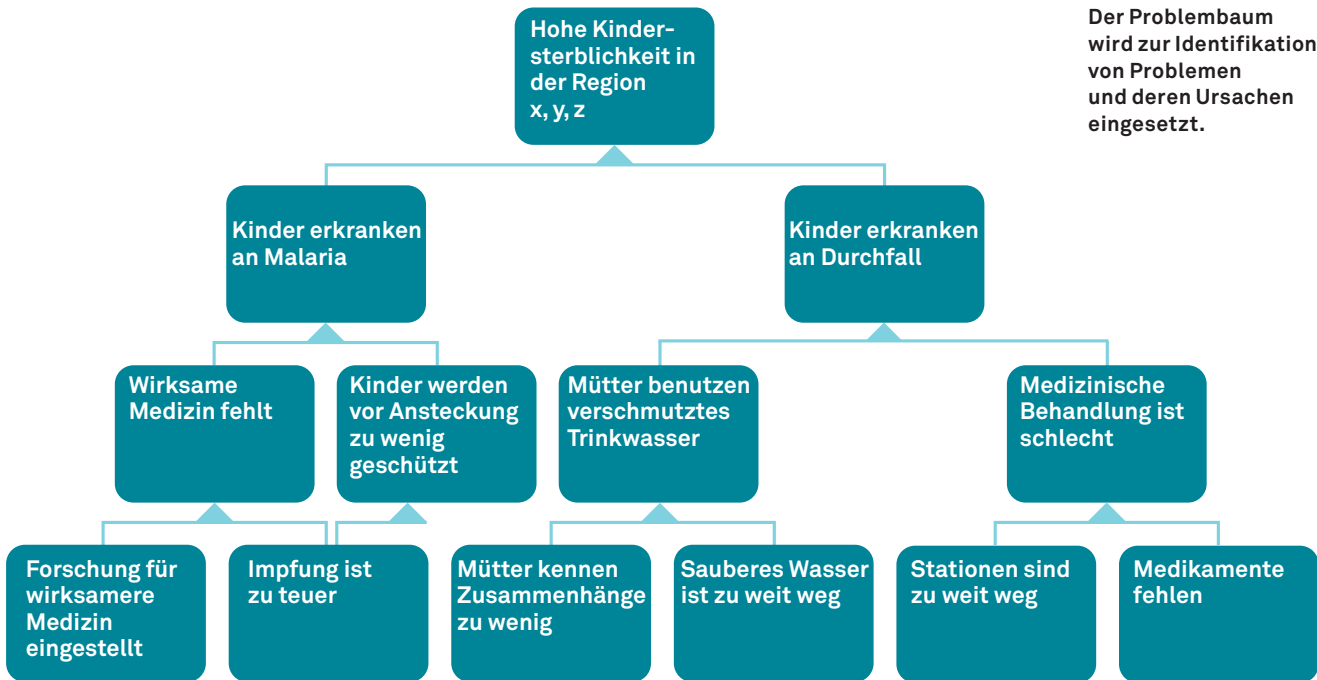 Hohe Kinder-
sterblichkeit in
der Region
x, y, z
Der Problembaum
wird zur Identifikation
von Problemen
und deren Ursachen
eingesetzt.
Kinder erkranken
an Malaria
Kinder erkranken
an Durchfall
Wirksame
Medizin fehlt
Kinder werden
vor Ansteckung
zu wenig
geschützt
Mütter benutzen
verschmutztes
Trinkwasser
Medizinische
Behandlung ist
schlecht
Forschung für
wirksamere
Medizin
eingestellt
Impfung ist
zu teuer
Mütter kennen
Zusammenhänge
zu wenig
Sauberes Wasser
ist zu weit weg
Stationen sind
zu weit weg
Medikamente
fehlen